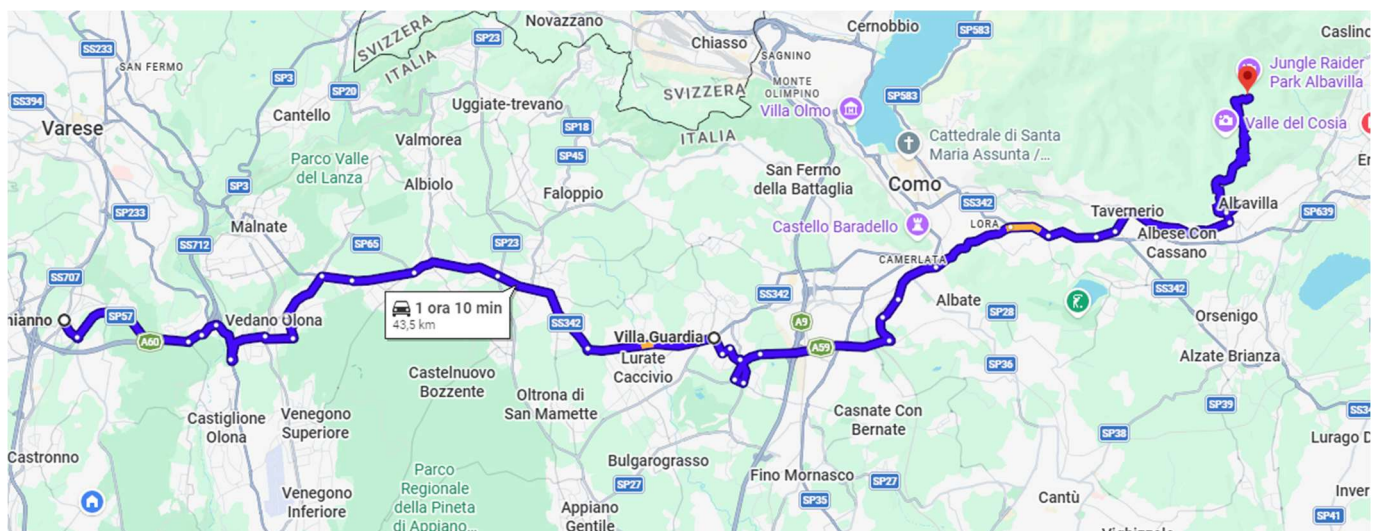 Novazzano
Cernobbio
SP583
Caslino
SP23
SVIZZERA
ITALIA
Chiasso
SAGNINO
SS233
SAN FERMO
SP3
SP20
MONTE
OLIMPINO
Jungle Raider
Park Albavilla
SS394
Cantello
Uggiate-trevano
SVIZZERA
Villa Olmo
SP583
Varese
SP18
ITALIA
Cattedrale di Santa
Maria Assunta /...
Valle del Cosia
Valmorea
Parco Valle
del Lanza
SP45
San Fermo
della Battaglia
SP3
Albiolo
Faloppio
Como
SS342
SP233
Malnate
Castello Baradello
LORA
Tavernerio
Albavilla
SP639
SS712
SP65
SP23
Albese Con
Cassano
SS707
CAMERLATA
SS342
1 ora 10 min
43,5 km
SS342
Albate
SP28
SP57
Vedano Olona
SS342
A9
Orsenigo
A60
Villa Guardia
A59
Lurate
Caccivio
SP36
Alzate Brianza
Castelnuovo
Bozzente
Oltrona di
San Mamette
Casnate Con
Bernate
SP39
Castiglione
Olona
Venegono
Superiore
SP38
Lurago D
Castronno
Bulgarograsso
Fino Mornasco
Parco
Regionale
della Pineta
di Appiano...
SP27
SP35
SP27
Cantù
Venegono
Inferiore
Appiano
Gentile
SP41